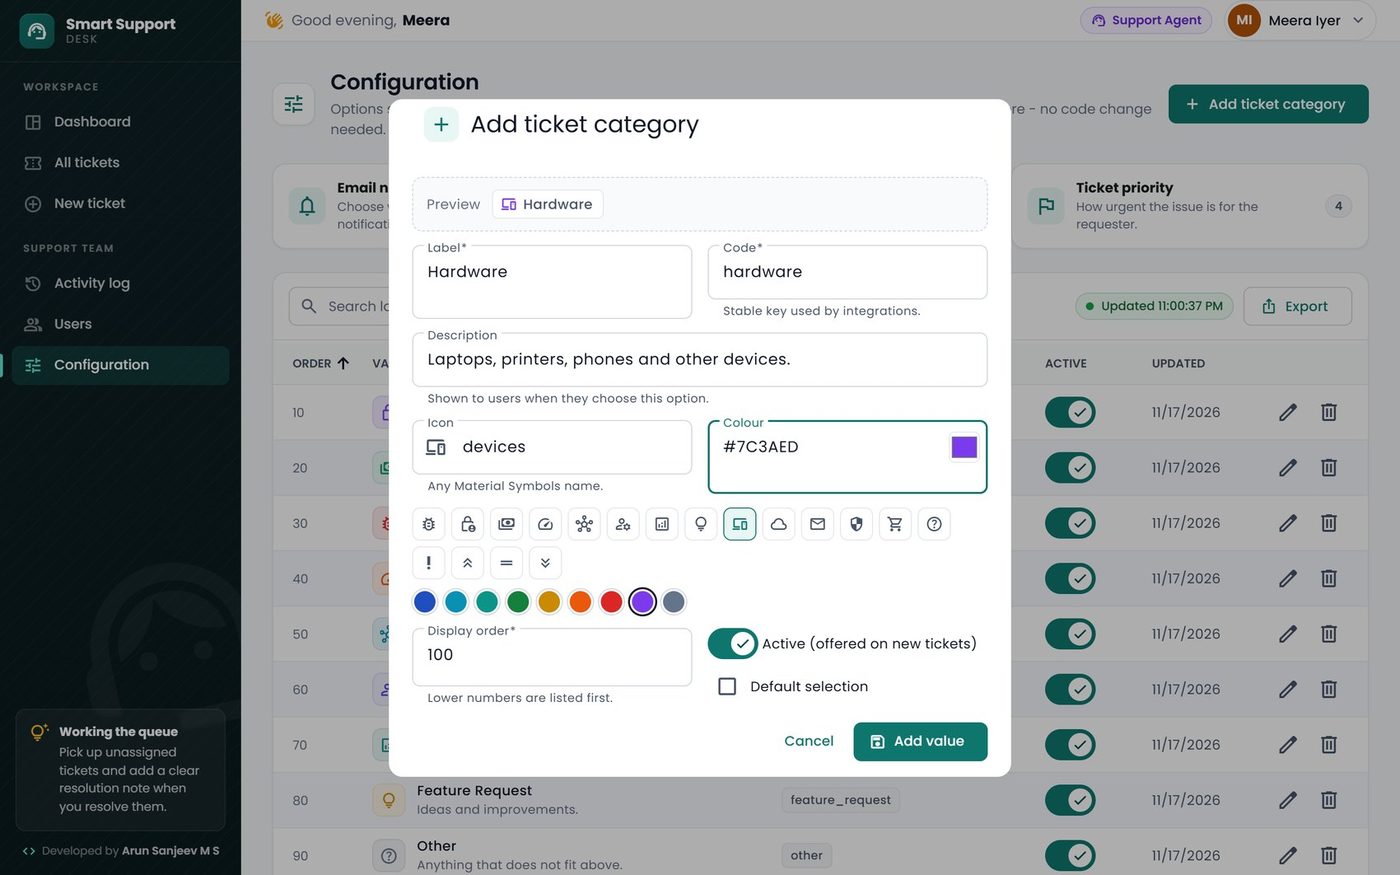 Smart Support
DESK
Good evening, Meera
Support Agent
MI
Meera Iyer
WORKSPACE
Dashboard
All tickets
New ticket
SUPPORT TEAM
Activity log
Users
Configuration
Working the queue
Pick up unassigned
tickets and add a clear
resolution note when
you resolve them.
Developed by Arun Sanjeev M S
Configuration
Options
re - no code change
needed.
Add ticket category
Email n
Choose
Ticket priority
How urgent the issue is for the
requester.
4
Updated 11:00:37 PM
Export
Search
ORDER
VA
ACTIVE
UPDATED
10
11/17/2026
20
11/17/2026
30
11/17/2026
40
11/17/2026
50
11/17/2026
60
11/17/2026
70
11/17/2026
80
Feature Request
Ideas and improvements.
feature_request
11/17/2026
90
Other
Anything that does not fit above.
other
11/17/2026
Add ticket category
Preview
Hardware
Label*
Hardware
Code*
hardware
Stable key used by integrations.
Description
Laptops, printers, phones and other devices.
Shown to users when they choose this option.
Icon
devices
Any Material Symbols name.
Colour
#7C3AED
Display order*
100
Lower numbers are listed first.
Active (offered on new tickets)
Default selection
Cancel
Add value